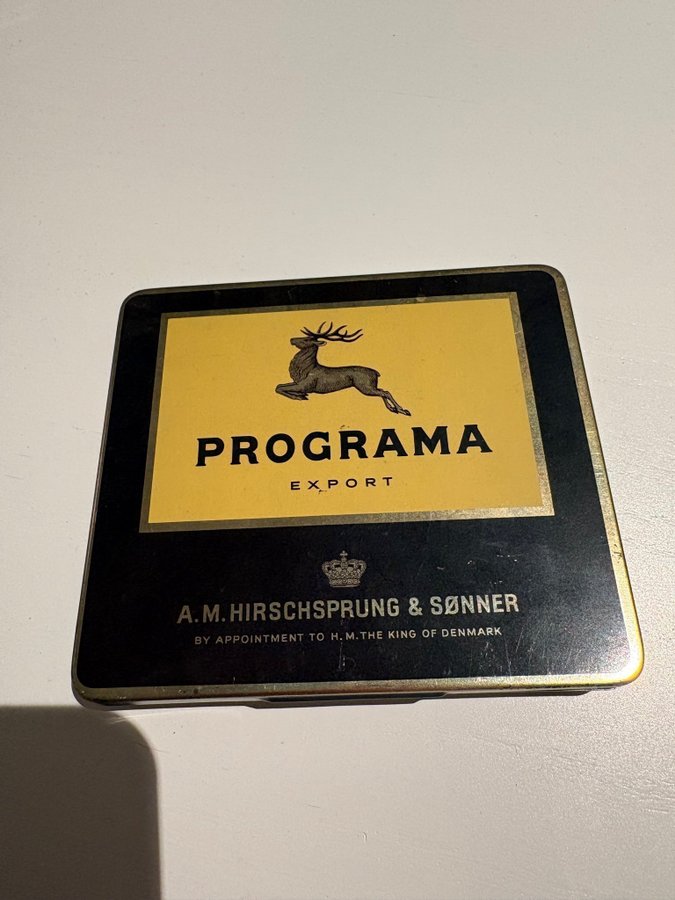 PROGRAMA
EXPORT
A.M.HIRSCHSPRUNG & SØNNER
BY APPOINTMENT TO H.M.THE KING OF DENMARK